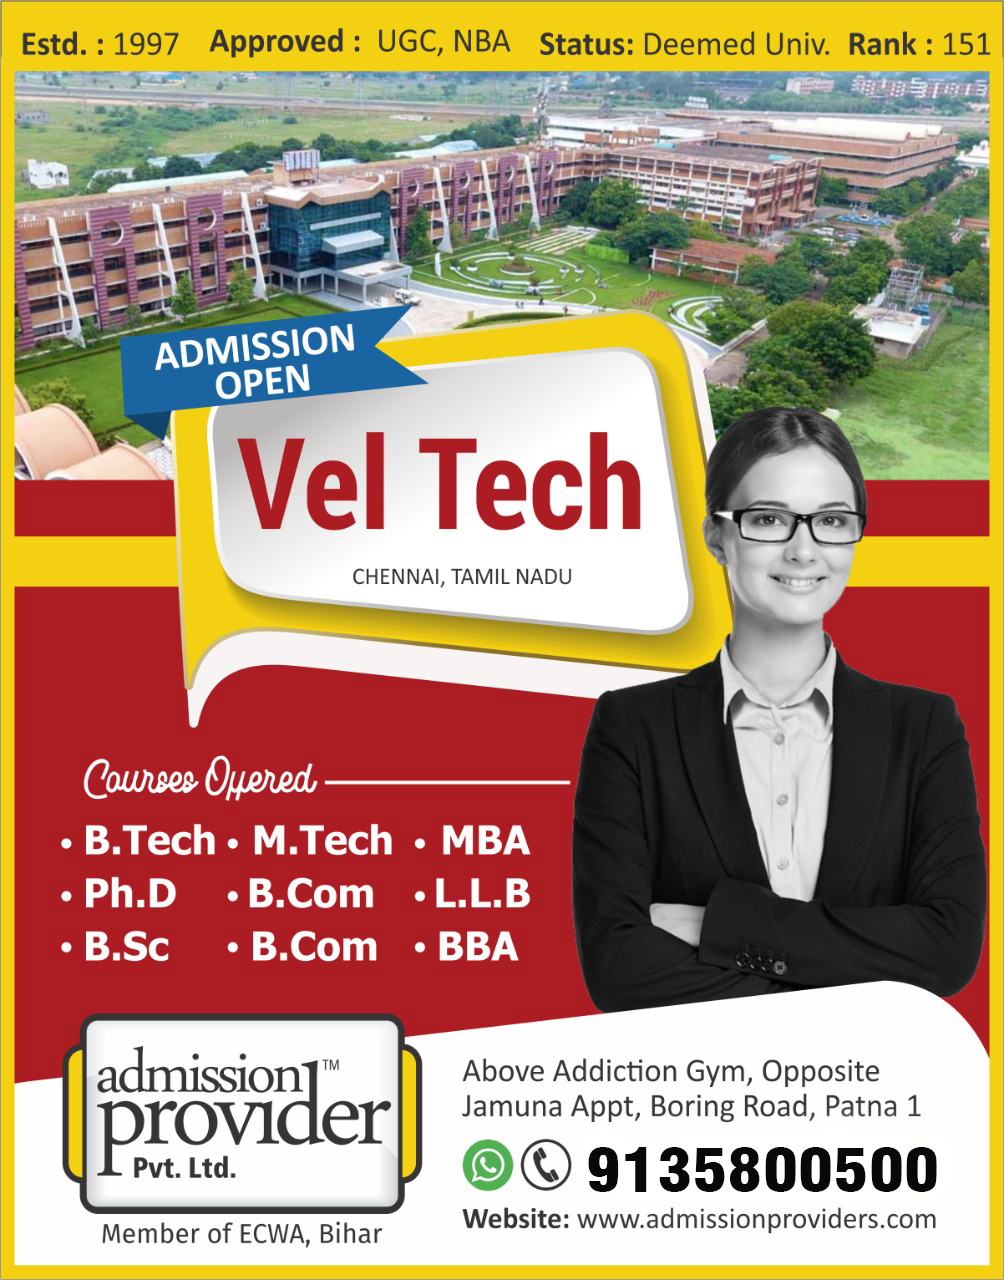 Estd. : 1997 Approved : UGC, NBA Status: Deemed Univ. Rank : 151
ADMISSION
OPEN
Vel Tech
CHENNAI, TAMIL NADU
Courses Offered
• B.Tech • M.Tech • MBA
• Ph.D • B.Com • L.L.B
• B.Sc • B.Com • BBA
admission™
provider
Pvt. Ltd.
Member of ECWA, Bihar
Above Addiction Gym, Opposite
Jamuna Appt, Boring Road, Patna 1
9135800500
Website: www.admissionproviders.com